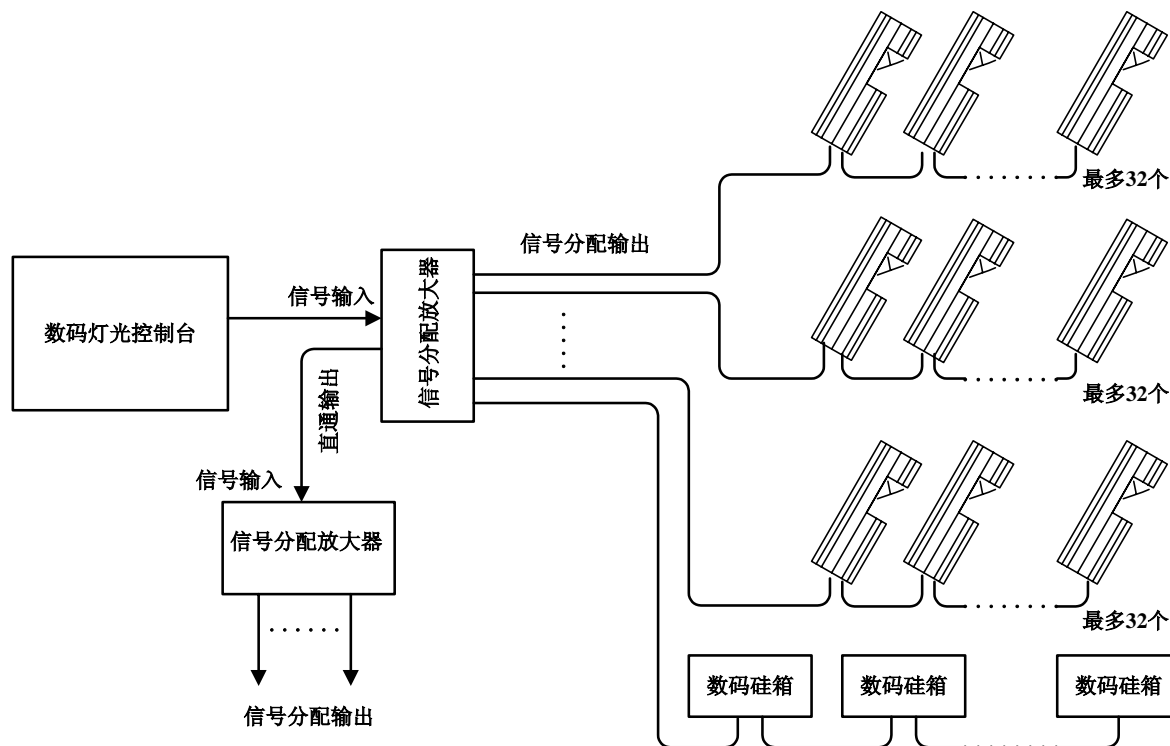 最多32个
信号分配输出
信号输入
信号分配放大器
数码灯光控制台
最多32个
直通输出
信号输入
信号分配放大器
最多32个
数码硅箱
数码硅箱
数码硅箱
信号分配输出